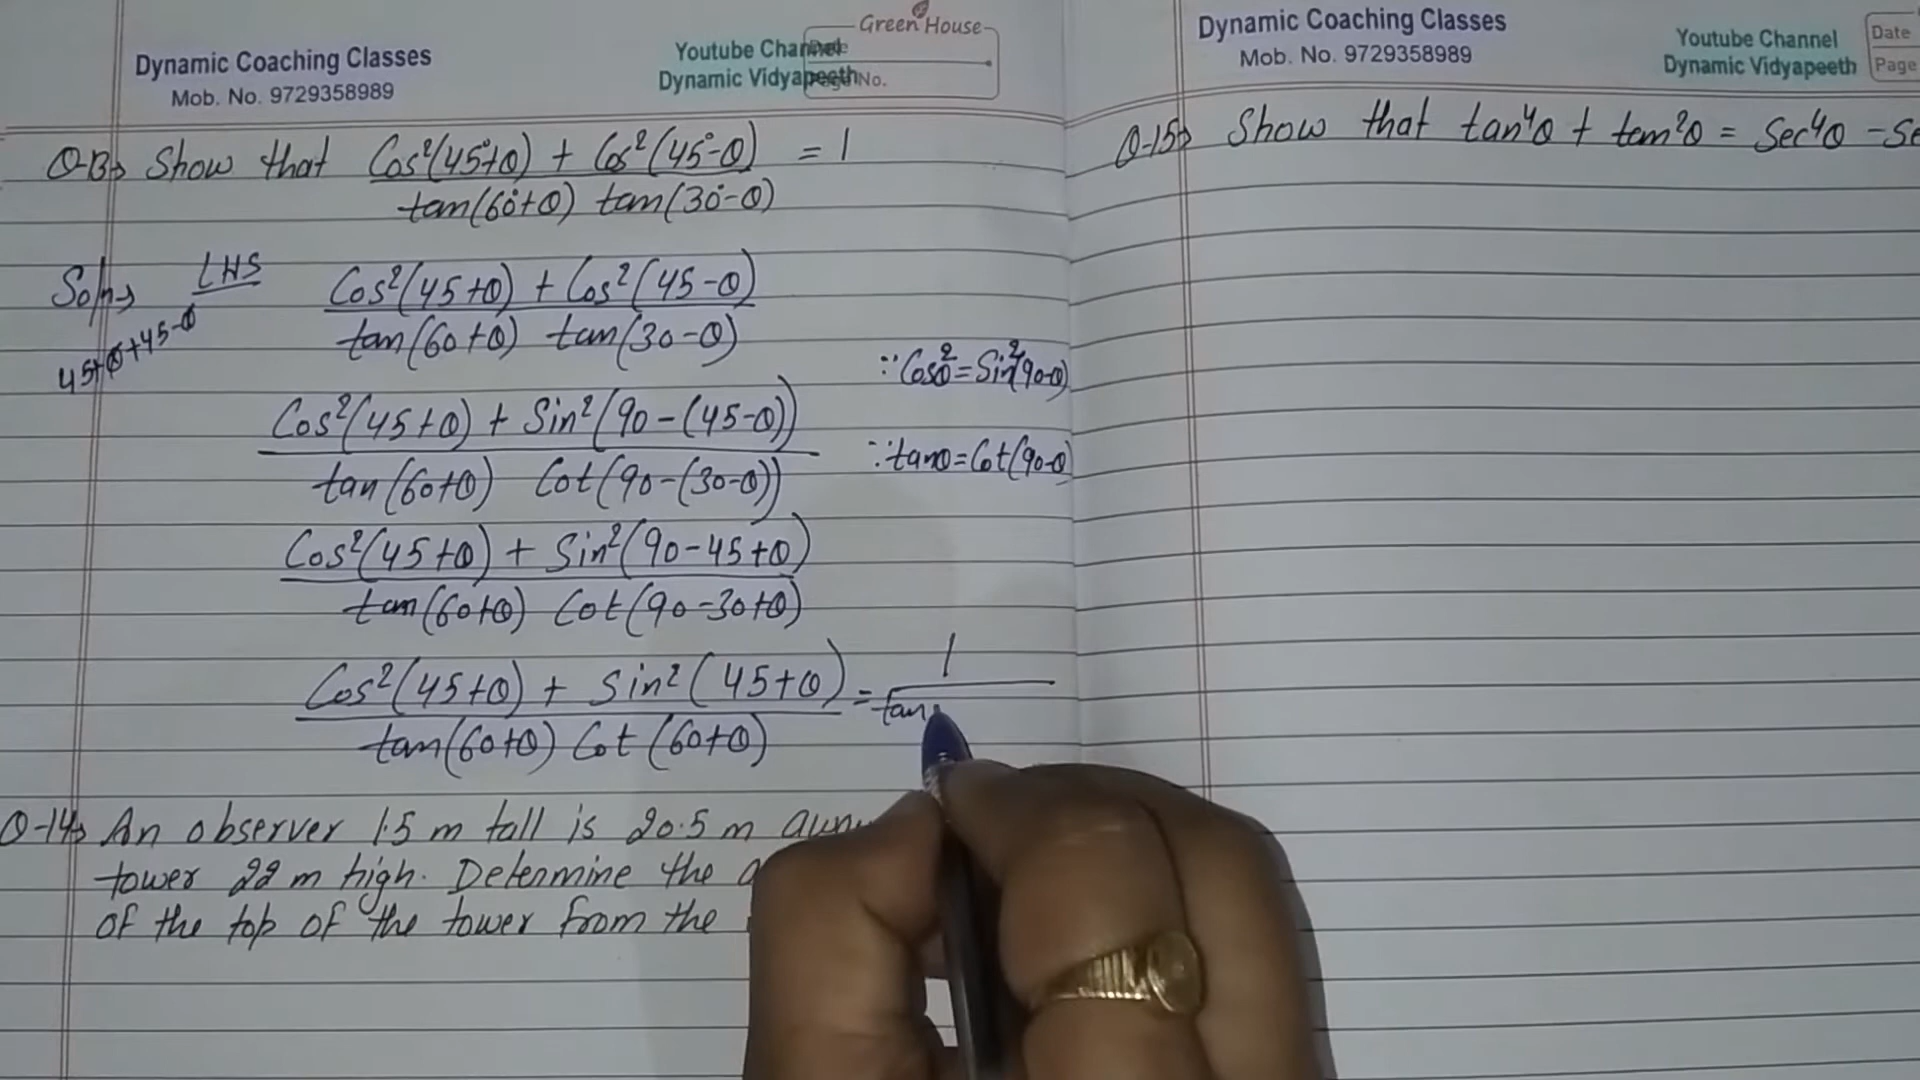 Green House
Dynamic Coaching Classes
Mob. No. 9729358989
Youtube Channel
Dynamic Vidyapeeth No.
Q-13→ Show that Cos²(45°+θ) + Cos²(45°-θ) = 1
tan(60°+θ) tan(30°-θ)
Soln→ LHS Cos²(45+θ) + Cos²(45-θ)
tan(60+θ) tan(30-θ)
45+θ+45-θ
∵ Cos²θ = Sin²(90-θ)
Cos²(45+θ) + Sin²(90-(45-θ))
tan(60+θ) Cot(90-(30-θ))
∵ tanθ = Cot(90-θ)
Cos²(45+θ) + Sin²(90-45+θ)
tan(60+θ) Cot(90-30+θ)
Cos²(45+θ) + Sin²(45+θ) = 1
tan(60+θ) Cot(60+θ) tan
Q-14→ An observer 1.5 m tall is 20.5 m
tower 22 m high. Determine the
of the top of the tower from the
Dynamic Coaching Classes
Mob. No. 9729358989
Youtube Channel
Dynamic Vidyapeeth
Date
Page
Q-15→ Show that tan⁴θ + tan²θ = Sec⁴θ -